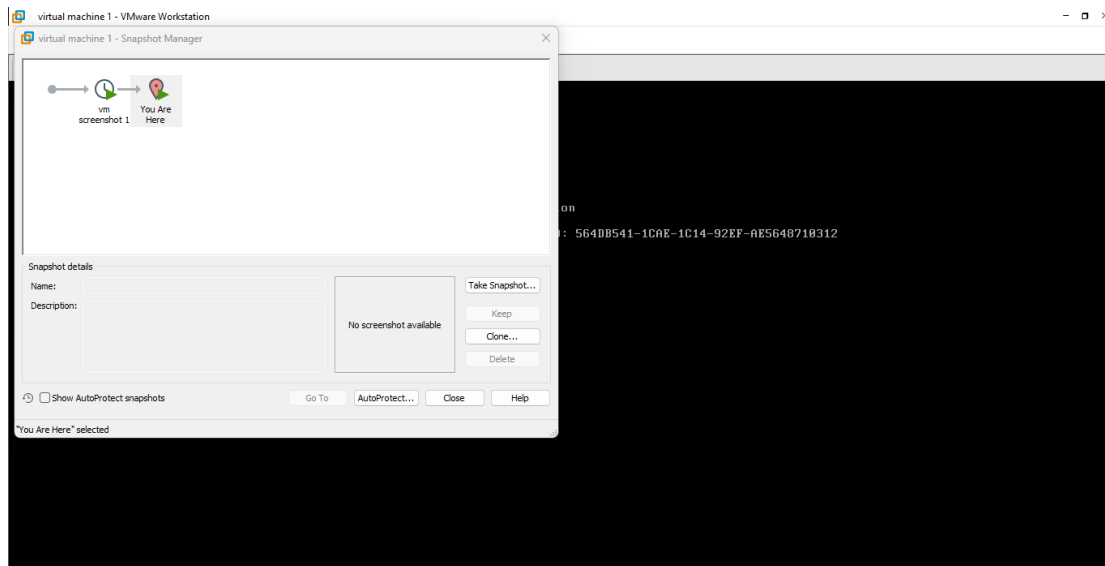 virtual machine 1 - VMware Workstation
virtual machine 1 - Snapshot Manager
vm
screenshot 1
You Are
Here
on
: 564DB541-1CAE-1C14-92EF-AE5648710312
Snapshot details
Name:
Description:
No screenshot available
Take Snapshot...
Keep
Clone...
Delete
Show AutoProtect snapshots
Go To
AutoProtect...
Close
Help
"You Are Here" selected